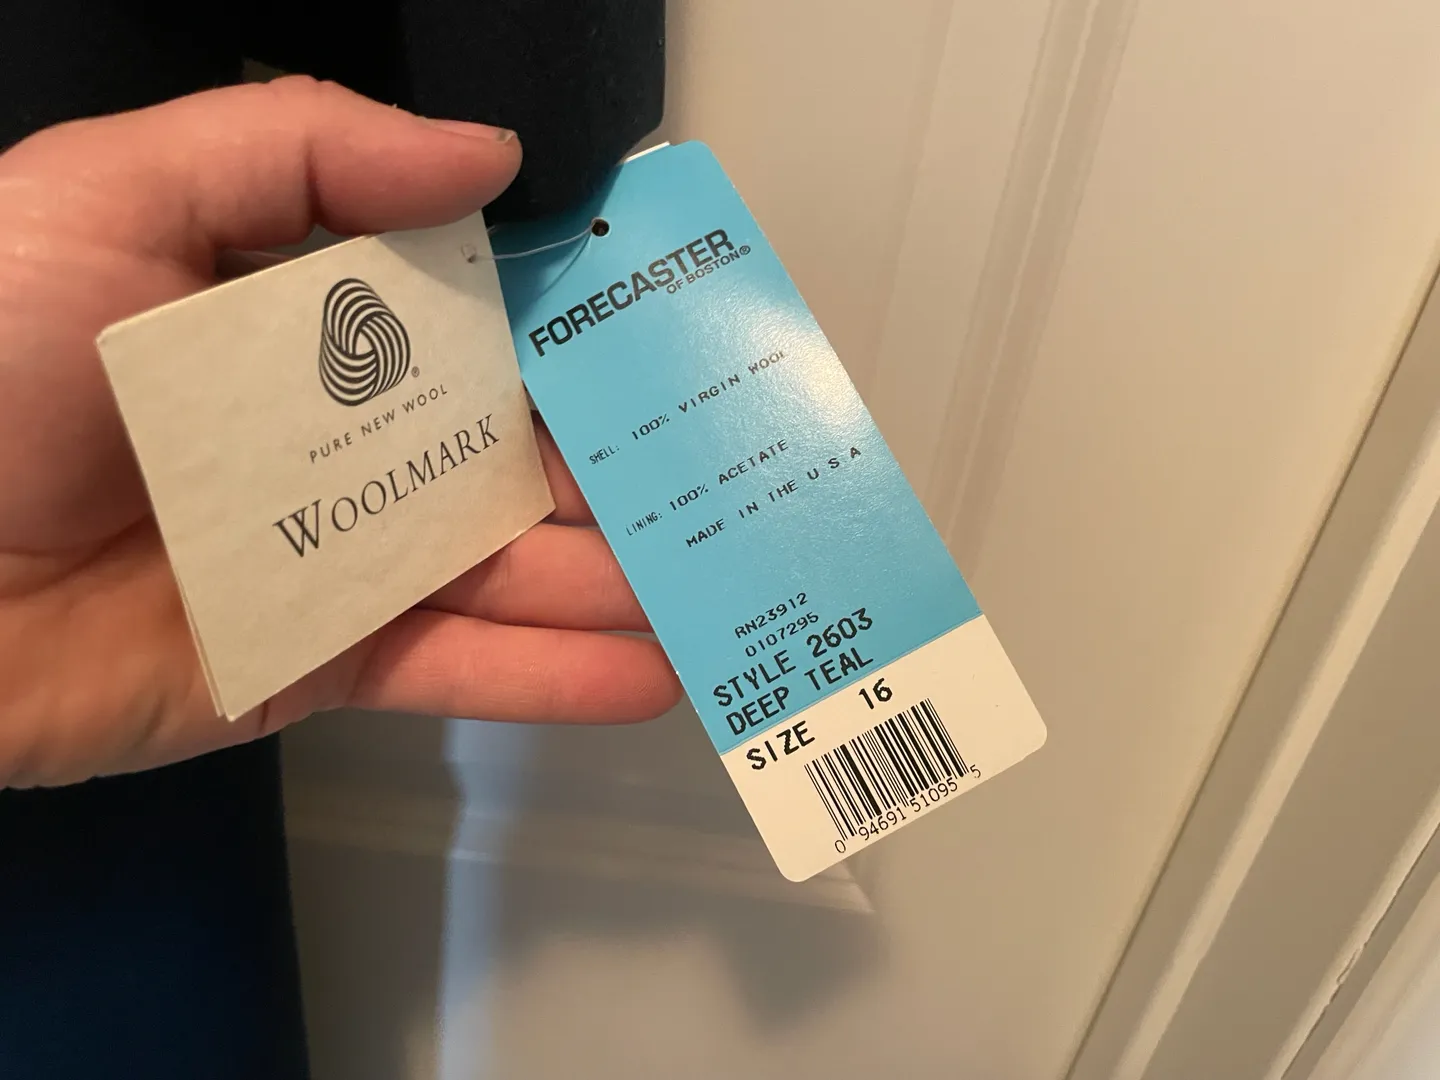 ®
PURE NEW WOOL
WOOLMARK
FORECASTER
OF BOSTON®
SHELL: 100% VIRGIN WOOL
LINING: 100% ACETATE
MADE IN THE U S A
RN23912
0107295
STYLE 2603
DEEP TEAL
SIZE 16
0 94691 51095 5